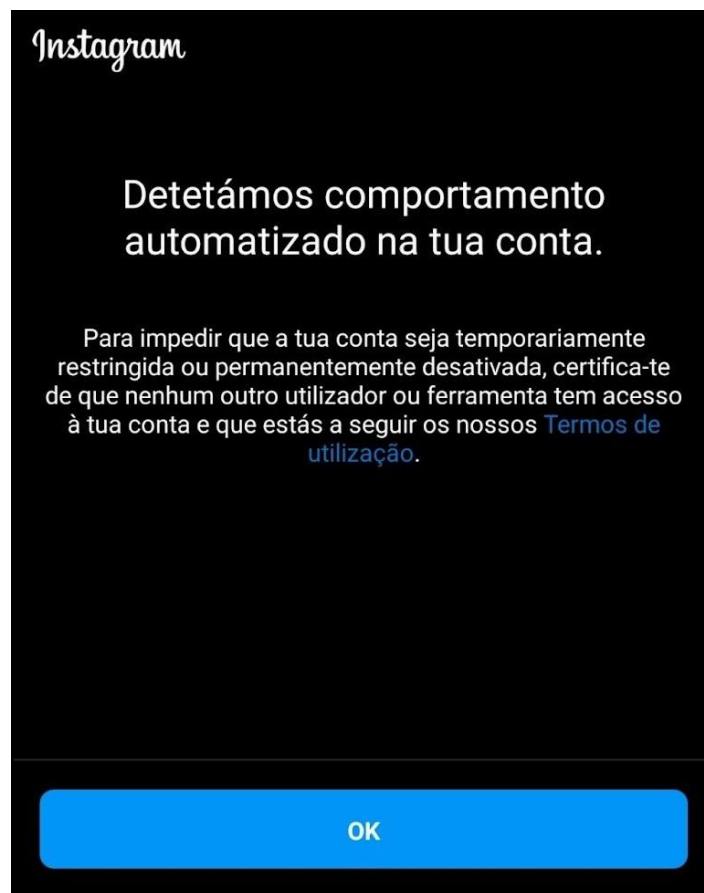 Instagram
Detetámos comportamento
automatizado na tua conta.
Para impedir que a tua conta seja temporariamente
restringida ou permanentemente desativada, certifica-te
de que nenhum outro utilizador ou ferramenta tem acesso
à tua conta e que estás a seguir os nossos Termos de
utilização.
OK